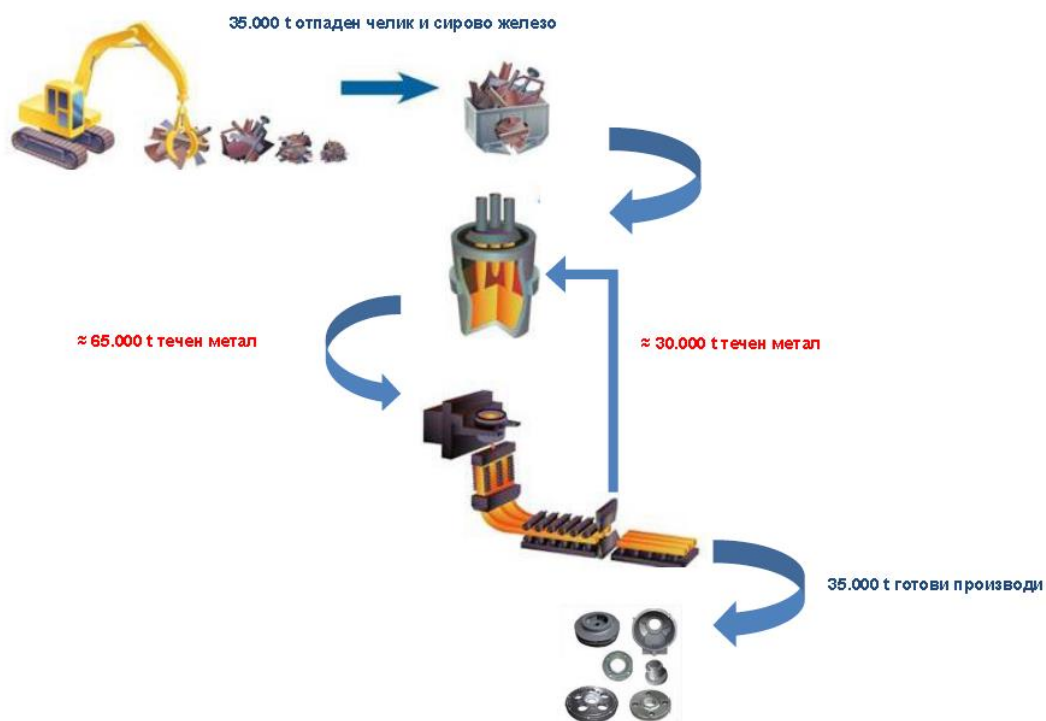 35.000 t отпаден челик и сирово железо
≈ 65.000 t течен метал
≈ 30.000 t течен метал
35.000 t готови производи